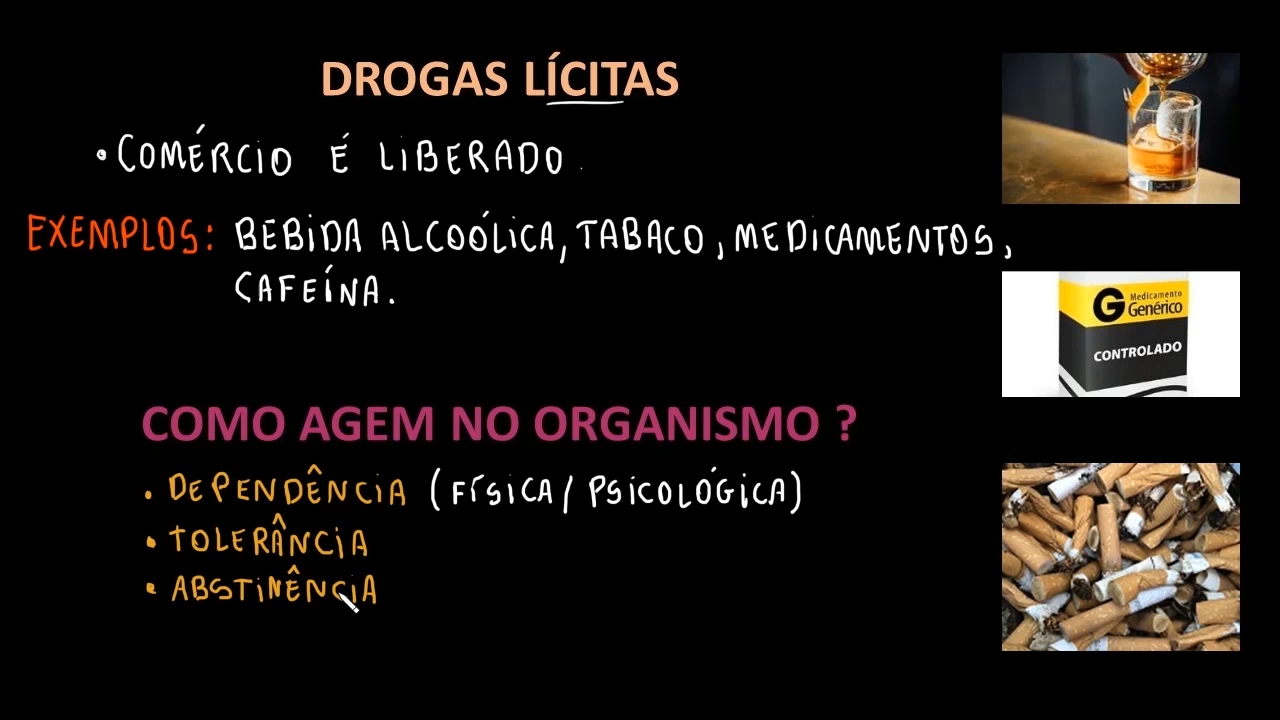 DROGAS LÍCITAS
• COMÉRCIO É LIBERADO.
EXEMPLOS: BEBIDA ALCOÓLICA, TABACO, MEDICAMENTOS,
CAFEÍNA.
G Medicamento
Genérico
CONTROLADO
COMO AGEM NO ORGANISMO ?
• DEPENDÊNCIA (FÍSICA / PSICOLÓGICA)
• TOLERÂNCIA
• ABSTINÊNCIA